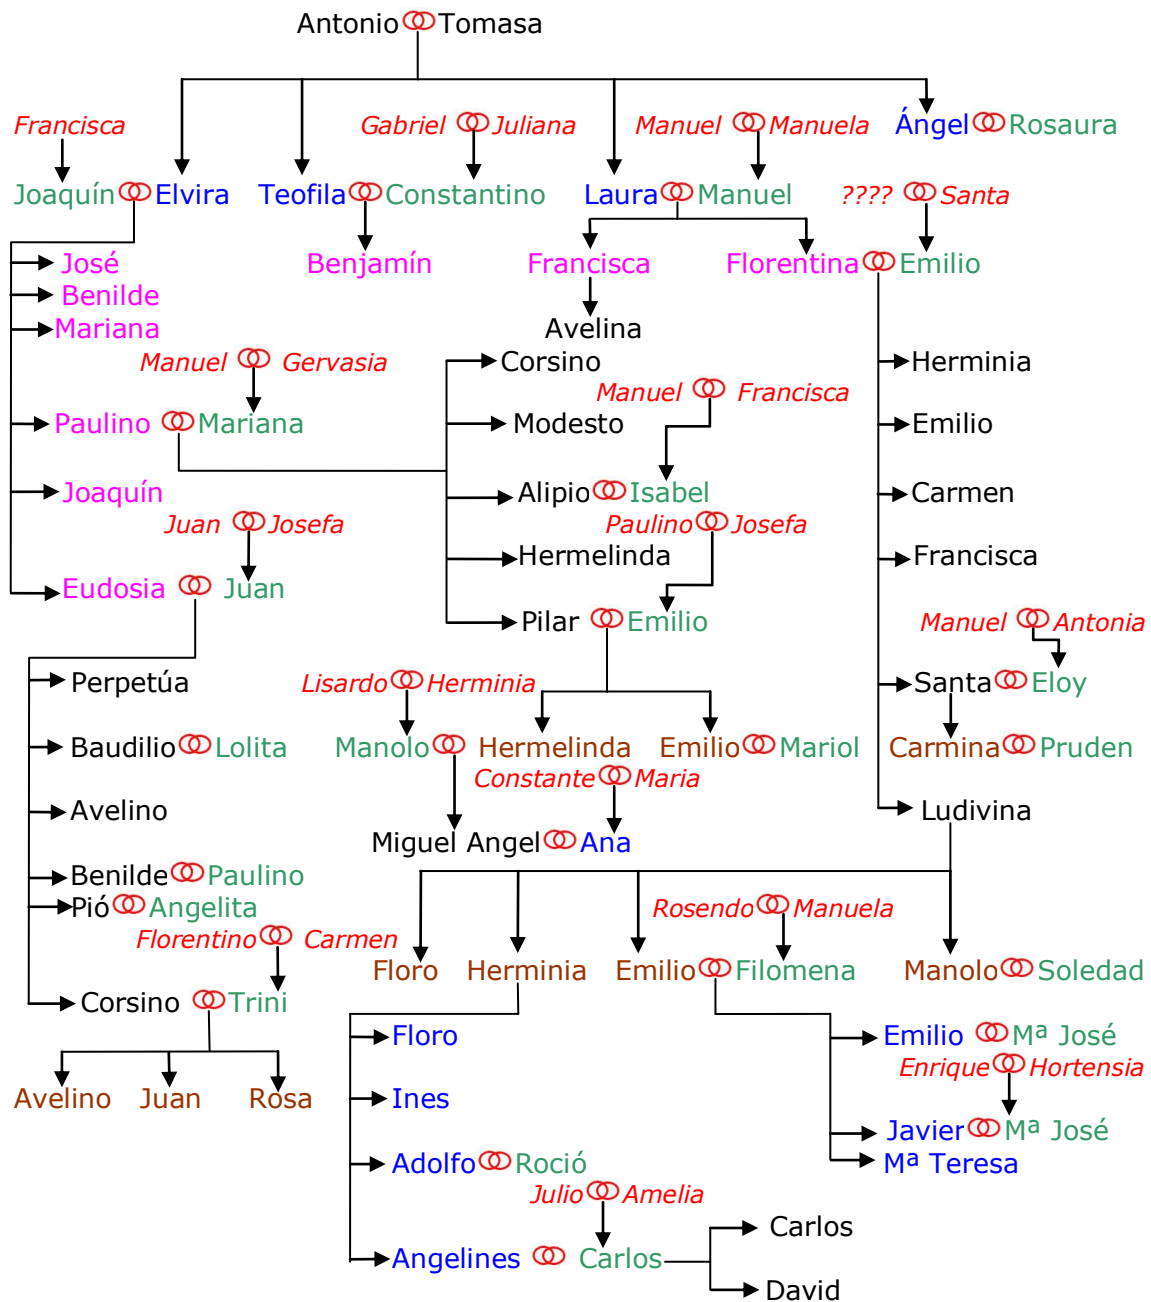 Antonio Tomasa
Francisca Gabriel Juliana Manuel Manuela Ángel Rosaura
Joaquín Elvira Teofila Constantino Laura Manuel ???? Santa
José Benjamín Francisca Florentina Emilio
Benilde
Mariana Avelina
Manuel Gervasia Corsino Herminia
Manuel Francisca
Paulino Mariana Modesto Emilio
Joaquín Alipio Isabel Carmen
Juan Josefa Paulino Josefa
Hermelinda Francisca
Eudosia Juan
Pilar Emilio Manuel Antonia
Perpetúa Lisardo Herminia Santa Eloy
Baudilio Lolita Manolo Hermelinda Emilio Mariol Carmina Pruden
Constante Maria
Avelino Ludivina
Miguel Angel Ana
Benilde Paulino
Pió Angelita Rosendo Manuela
Florentino Carmen
Floro Herminia Emilio Filomena Manolo Soledad
Corsino Trini
Floro Emilio Mª José
Enrique Hortensia
Avelino Juan Rosa Ines
Javier Mª José
Adolfo Roció Mª Teresa
Julio Amelia
Carlos
Angelines Carlos
David